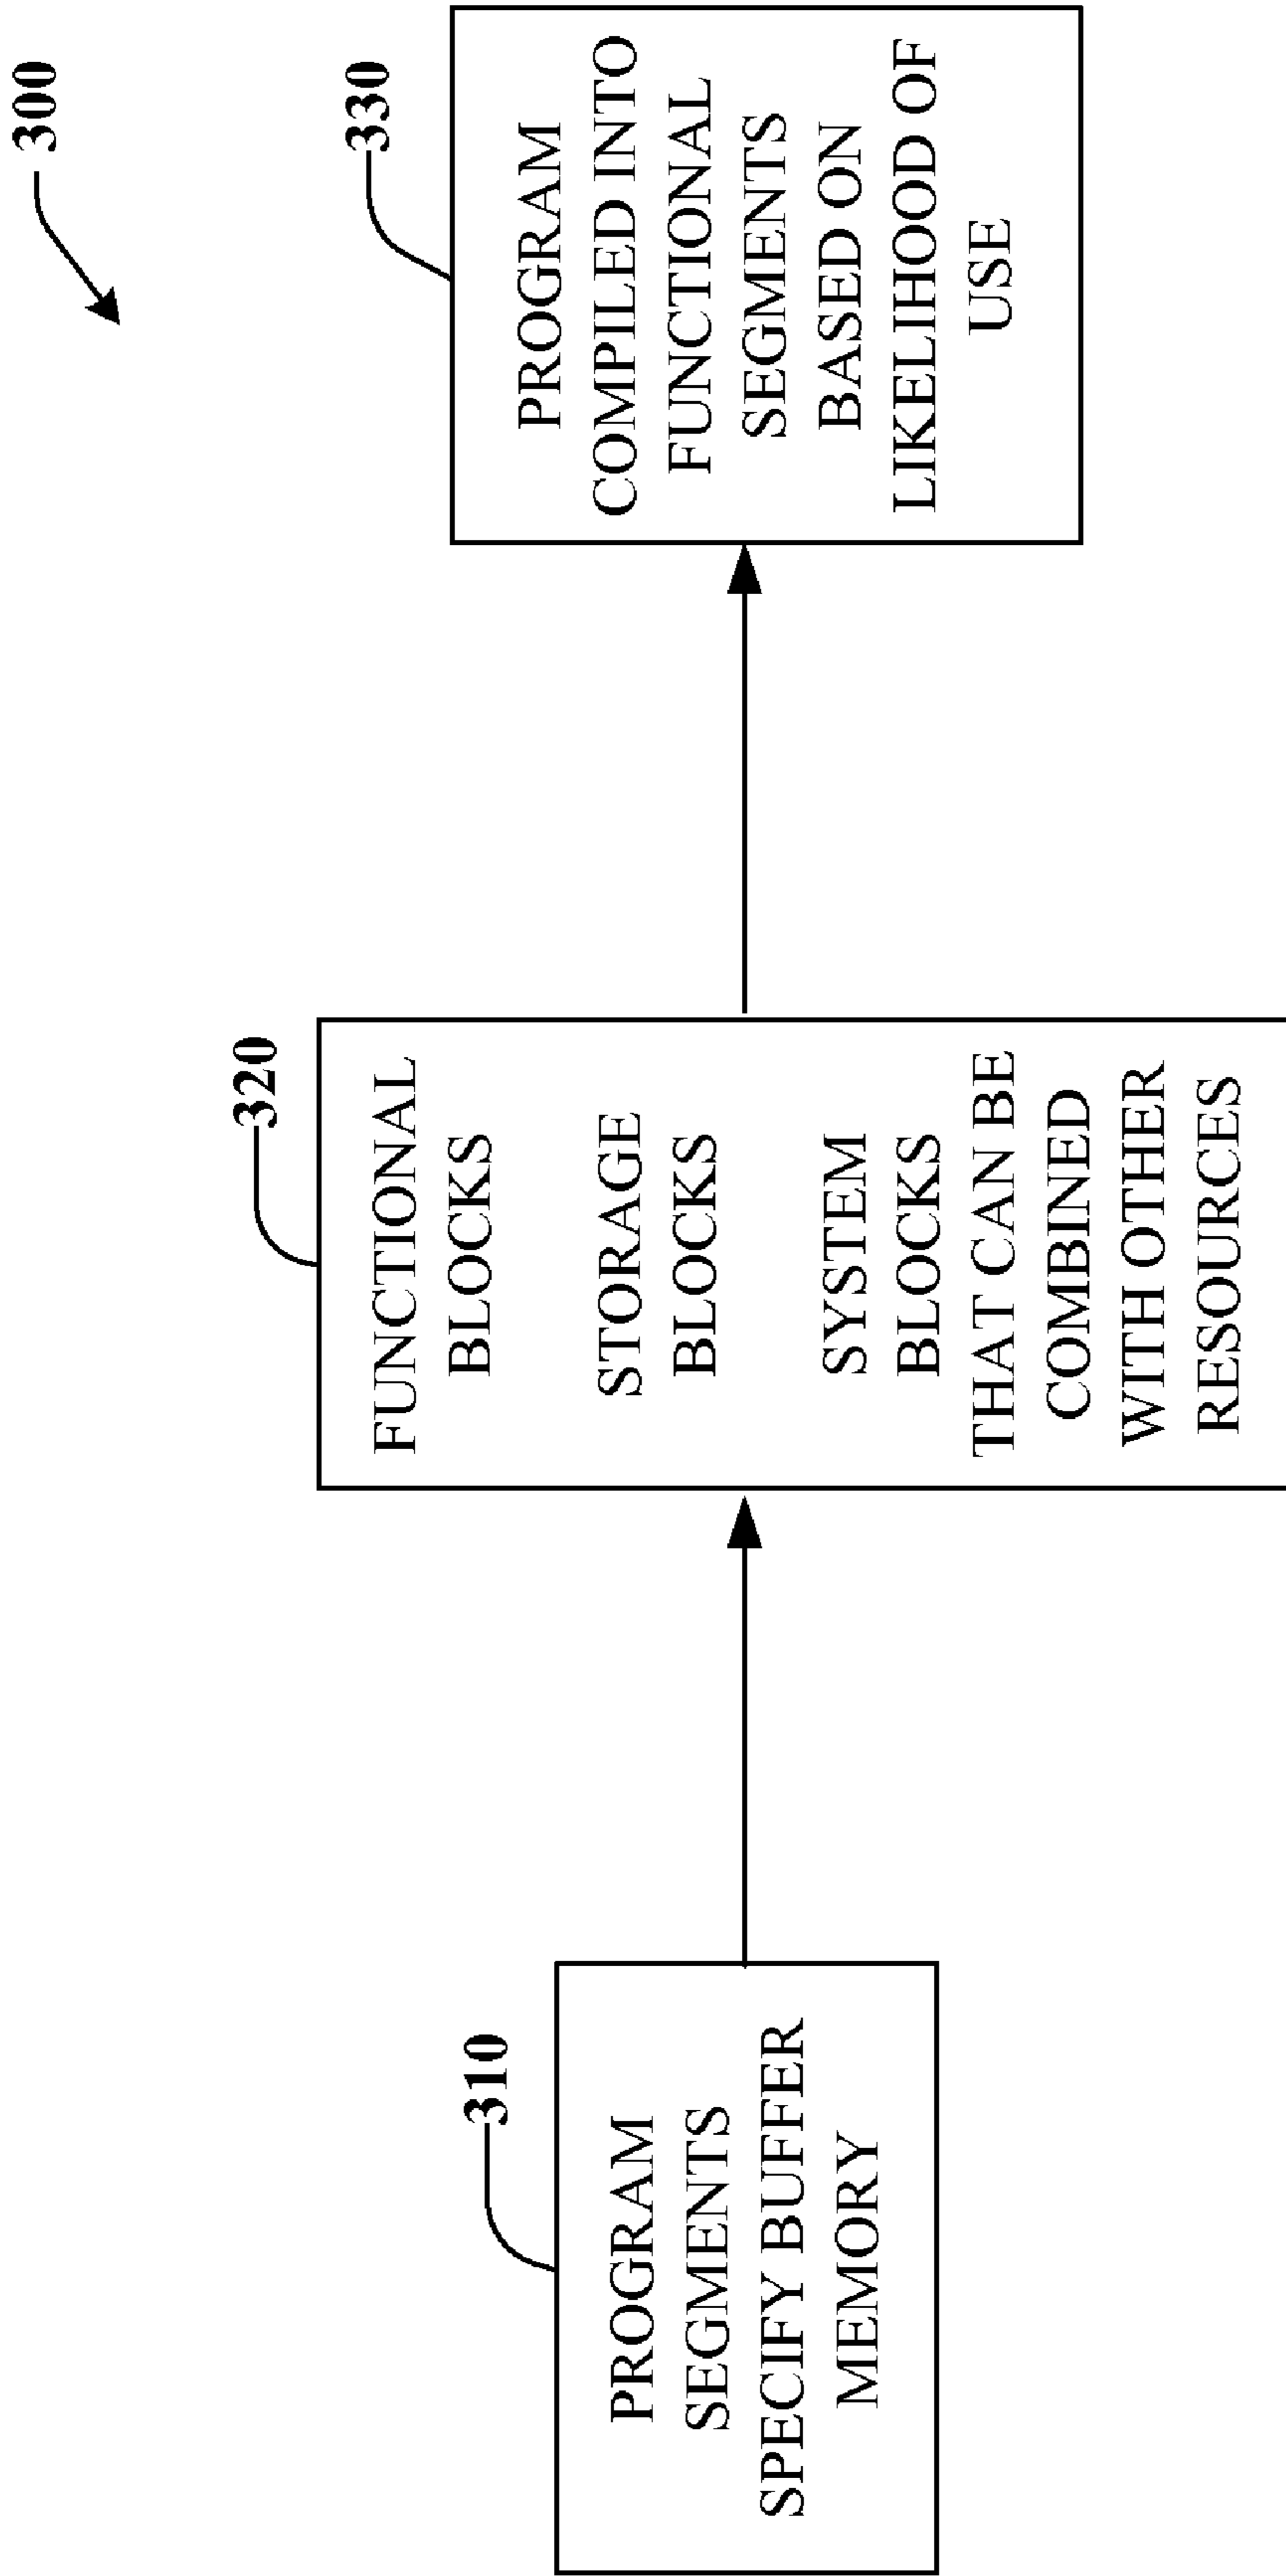 300
310
PROGRAM
SEGMENTS
SPECIFY BUFFER
MEMORY
320
FUNCTIONAL
BLOCKS
STORAGE
BLOCKS
SYSTEM
BLOCKS
THAT CAN BE
COMBINED
WITH OTHER
RESOURCES
330
PROGRAM
COMPILED INTO
FUNCTIONAL
SEGMENTS
BASED ON
LIKELIHOOD OF
USE